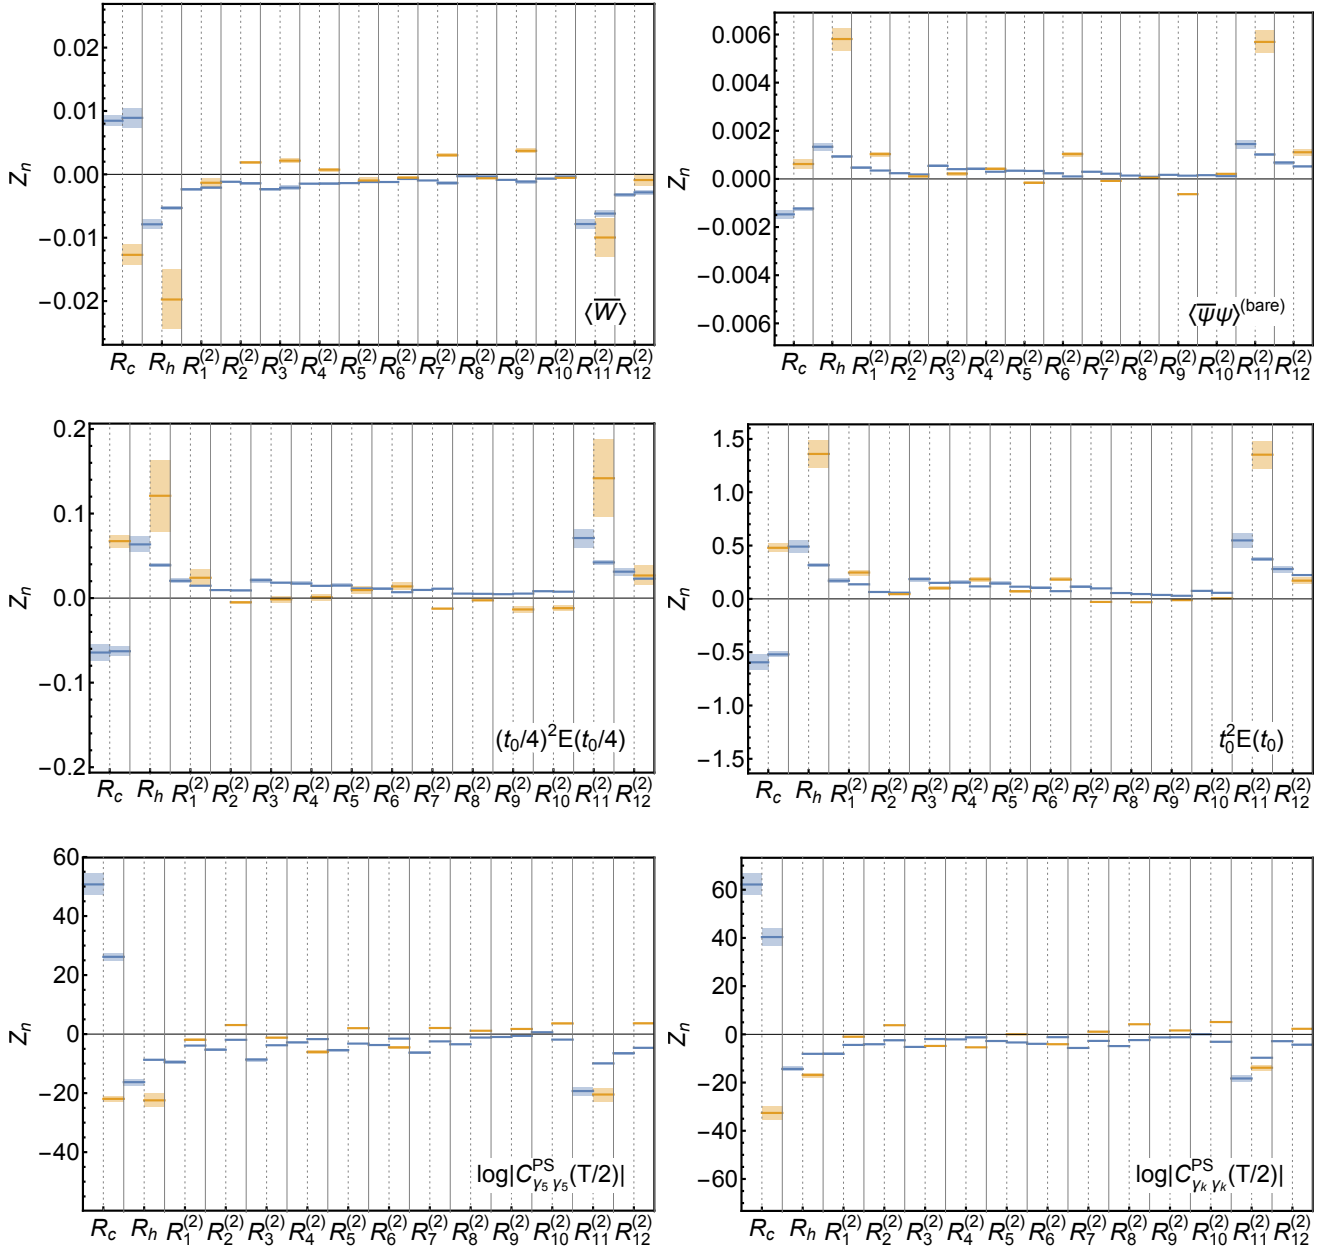 0.02
0.01
0.00
−0.01
−0.02
Z_n
⟨W̅⟩
R_c R_h R_1^(2) R_2^(2) R_3^(2) R_4^(2) R_5^(2) R_6^(2) R_7^(2) R_8^(2) R_9^(2) R_10^(2) R_11^(2) R_12^(2)
0.006
0.004
0.002
0.000
−0.002
−0.004
−0.006
Z_n
⟨ψ̅ψ⟩^(bare)
R_c R_h R_1^(2) R_2^(2) R_3^(2) R_4^(2) R_5^(2) R_6^(2) R_7^(2) R_8^(2) R_9^(2) R_10^(2) R_11^(2) R_12^(2)
0.2
0.1
0.0
−0.1
−0.2
Z_n
(t_0/4)^2E(t_0/4)
R_c R_h R_1^(2) R_2^(2) R_3^(2) R_4^(2) R_5^(2) R_6^(2) R_7^(2) R_8^(2) R_9^(2) R_10^(2) R_11^(2) R_12^(2)
1.5
1.0
0.5
0.0
−0.5
−1.0
−1.5
Z_n
t_0^2E(t_0)
R_c R_h R_1^(2) R_2^(2) R_3^(2) R_4^(2) R_5^(2) R_6^(2) R_7^(2) R_8^(2) R_9^(2) R_10^(2) R_11^(2) R_12^(2)
60
40
20
0
−20
−40
Z_n
log|C^PS_γ_5 γ_5(T/2)|
R_c R_h R_1^(2) R_2^(2) R_3^(2) R_4^(2) R_5^(2) R_6^(2) R_7^(2) R_8^(2) R_9^(2) R_10^(2) R_11^(2) R_12^(2)
60
40
20
0
−20
−40
−60
Z_n
log|C^PS_γ_k γ_k(T/2)|
R_c R_h R_1^(2) R_2^(2) R_3^(2) R_4^(2) R_5^(2) R_6^(2) R_7^(2) R_8^(2) R_9^(2) R_10^(2) R_11^(2) R_12^(2)